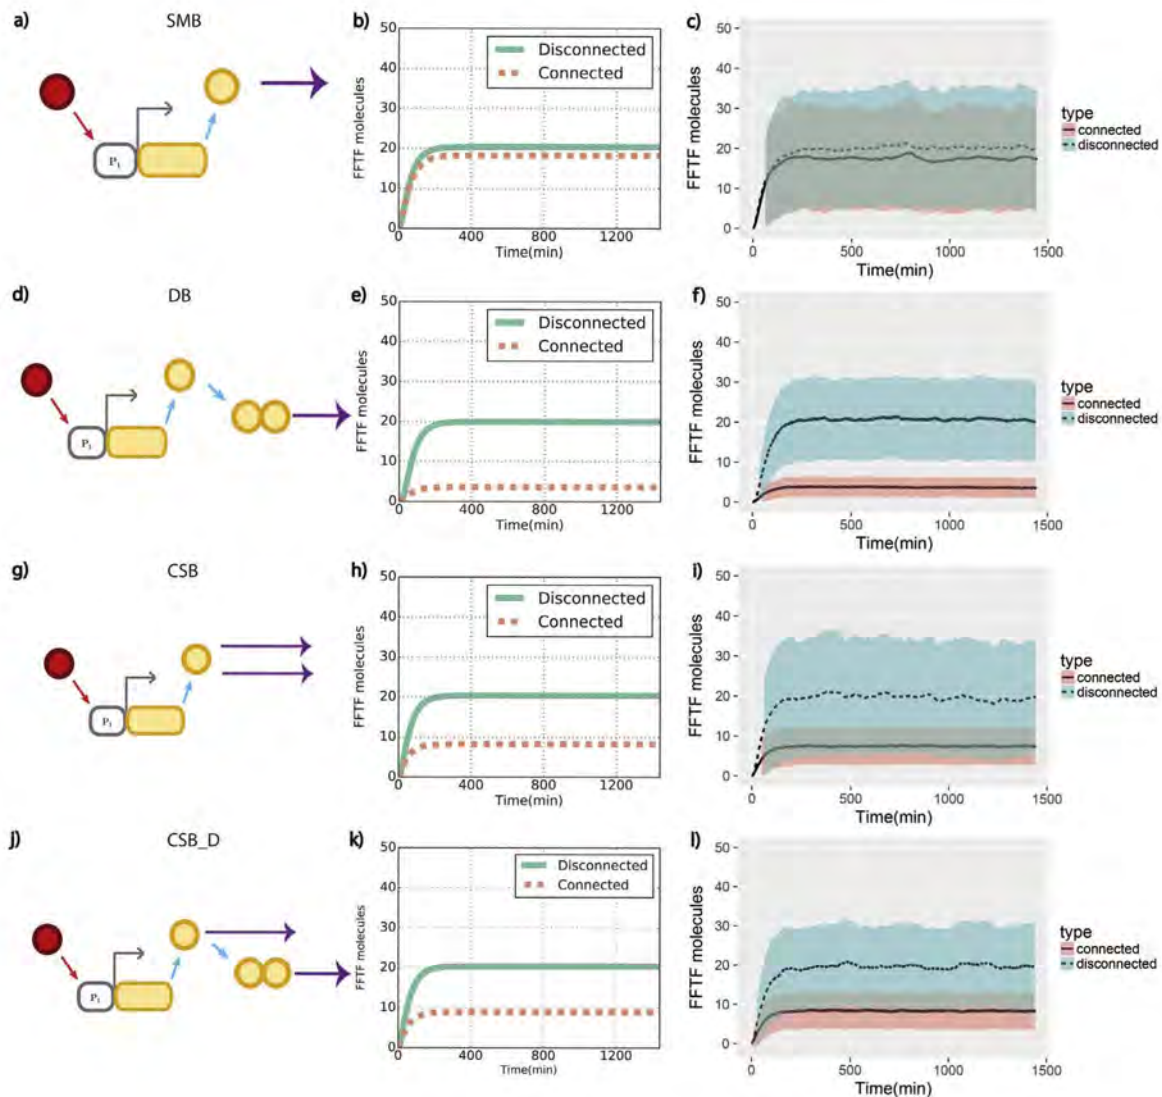 a) SMB
P1
b)
50
40
30
20
10
0
FFTF molecules
Disconnected
Connected
0 400 800 1200
Time(min)
c)
50
40
30
20
10
0
FFTF molecules
0 500 1000 1500
Time(min)
type
connected
disconnected
d) DB
P1
e)
50
40
30
20
10
0
FFTF molecules
Disconnected
Connected
0 400 800 1200
Time(min)
f)
50
40
30
20
10
0
FFTF molecules
0 500 1000 1500
Time(min)
type
connected
disconnected
g) CSB
P1
h)
50
40
30
20
10
0
FFTF molecules
Disconnected
Connected
0 400 800 1200
Time(min)
i)
50
40
30
20
10
0
FFTF molecules
0 500 1000 1500
Time(min)
type
connected
disconnected
j) CSB_D
P1
k)
50
40
30
20
10
0
FFTF molecules
Disconnected
Connected
0 400 800 1200
Time(min)
l)
50
40
30
20
10
0
FFTF molecules
0 500 1000 1500
Time(min)
type
connected
disconnected